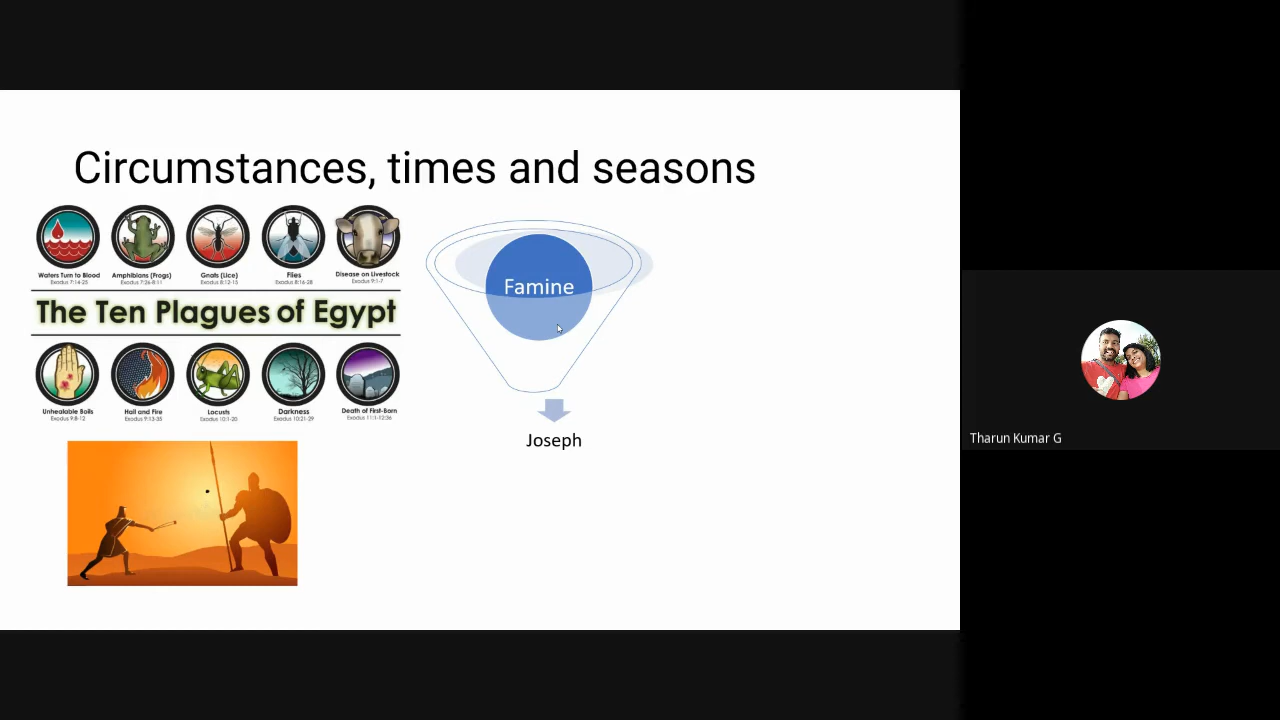 Circumstances, times and seasons
Waters Turn to Blood
Exodus 7:14-25
Amphibians (Frogs)
Exodus 7:26-8:11
Gnats (Lice)
Exodus 8:12-15
Flies
Exodus 8:16-28
Disease on Livestock
Exodus 9:1-7
The Ten Plagues of Egypt
Unhealable Boils
Exodus 9:8-12
Hail and Fire
Exodus 9:13-35
Locusts
Exodus 10:1-20
Darkness
Exodus 10:21-29
Death of First-Born
Exodus 11:1-12:36
Famine
Joseph
Tharun Kumar G